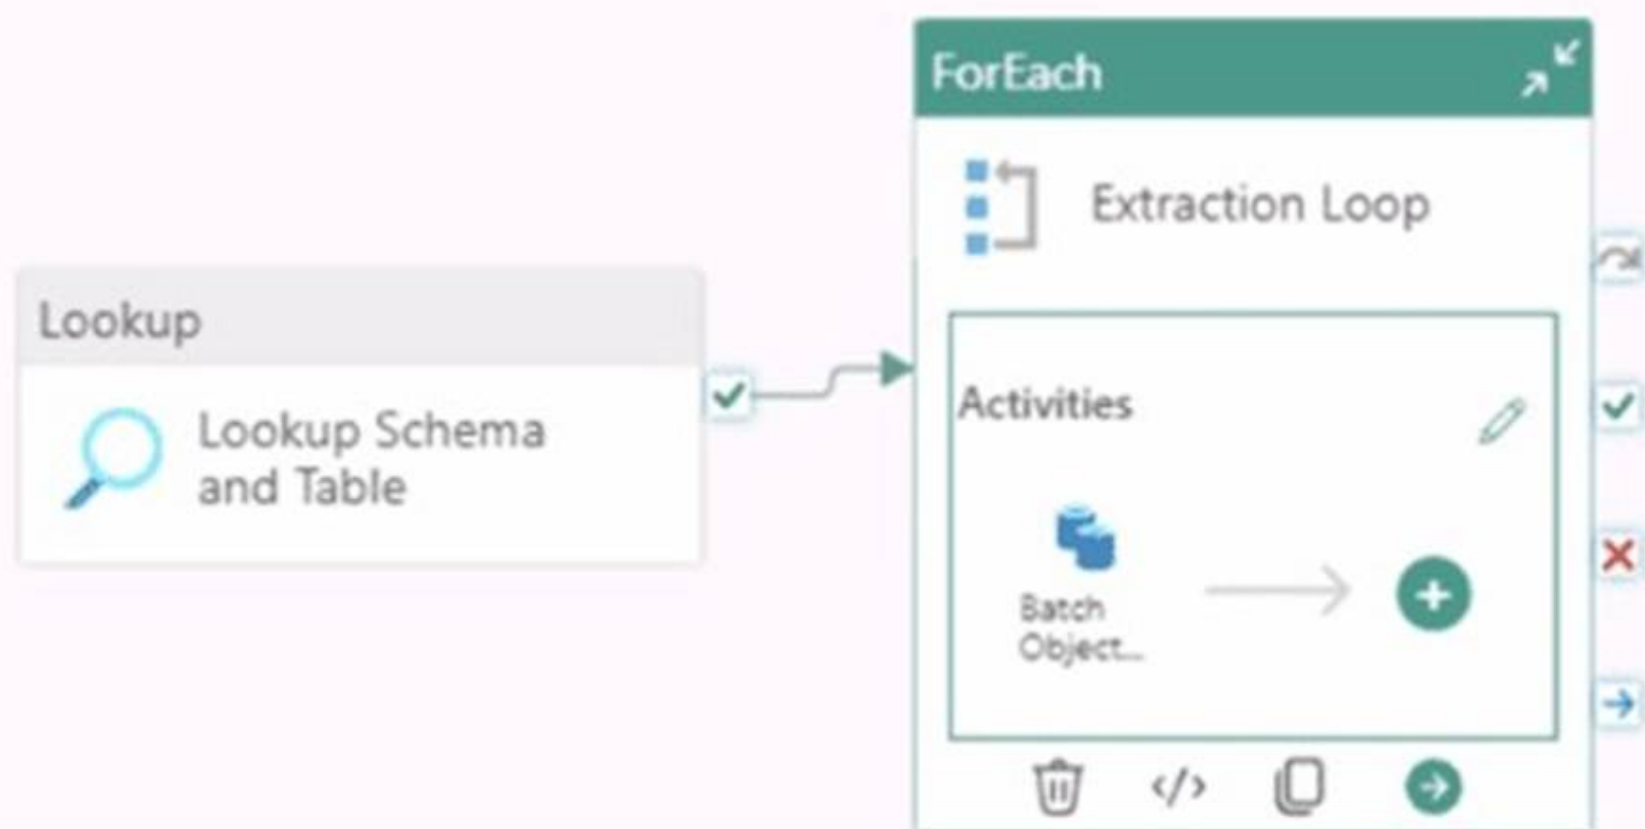 ForEach
Extraction Loop
Lookup
Lookup Schema
and Table
Activities
Batch
Object...